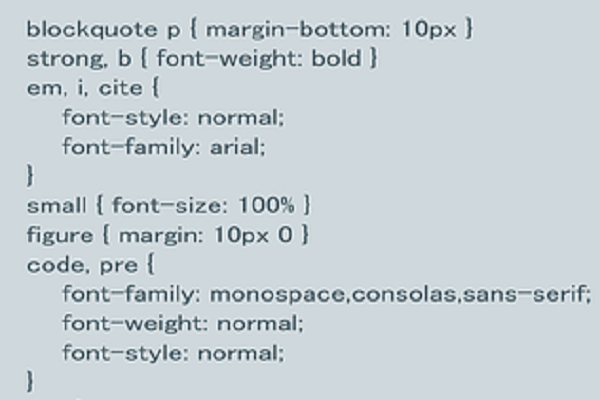 blockquote p { margin-bottom: 10px }
strong, b { font-weight: bold }
em, i, cite {
font-style: normal;
font-family: arial;
}
small { font-size: 100% }
figure { margin: 10px 0 }
code, pre {
font-family: monospace,consolas,sans-serif;
font-weight: normal;
font-style: normal;
}